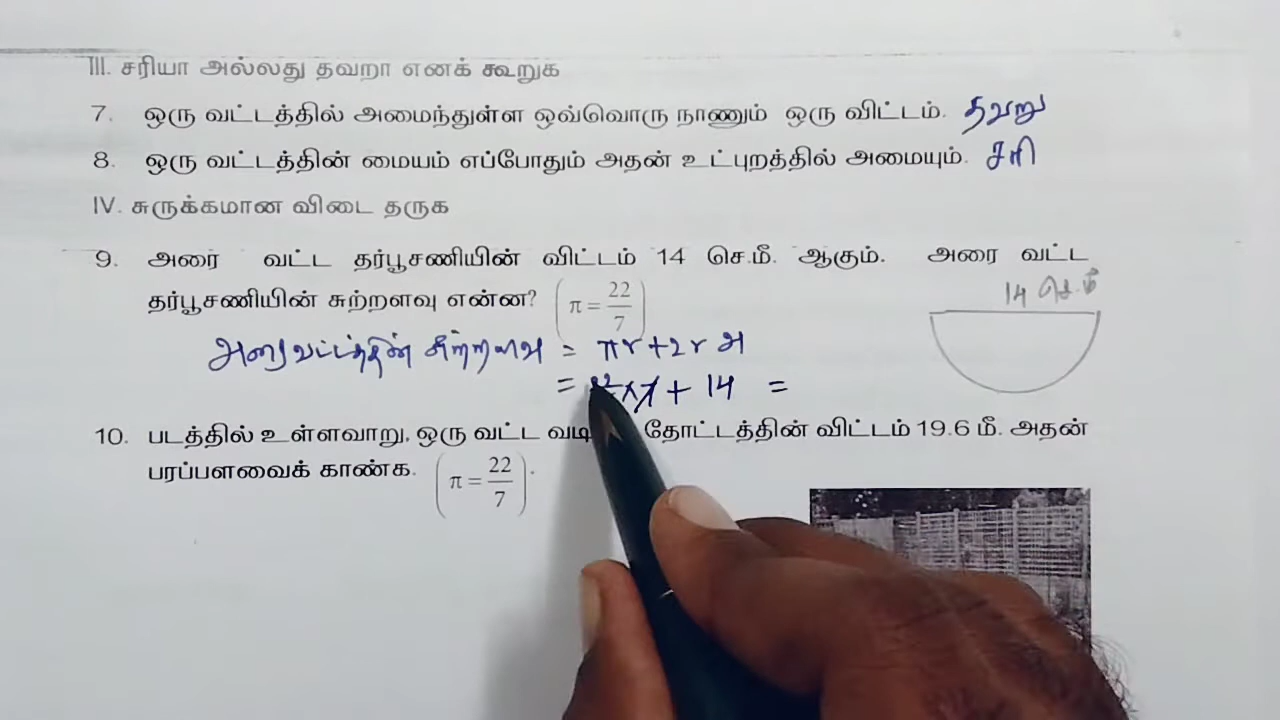 III. சரியா அல்லது தவறா எனக் கூறுக
7. ஒரு வட்டத்தில் அமைந்துள்ள ஒவ்வொரு நாணும் ஒரு விட்டம். தவறு
8. ஒரு வட்டத்தின் மையம் எப்போதும் அதன் உட்புறத்தில் அமையும். சரி
IV. சுருக்கமான விடை தருக
9. அரை வட்ட தர்பூசணியின் விட்டம் 14 செ.மீ. ஆகும். அரை வட்ட
தர்பூசணியின் சுற்றளவு என்ன? (π = 22/7)
14 செ.மீ
அரைவட்டத்தின் சுற்றளவு = πr + 2r அ
= x 7 + 14 =
10. படத்தில் உள்ளவாறு, ஒரு வட்ட தோட்டத்தின் விட்டம் 19.6 மீ. அதன்
பரப்பளவைக் காண்க. (π = 22/7).